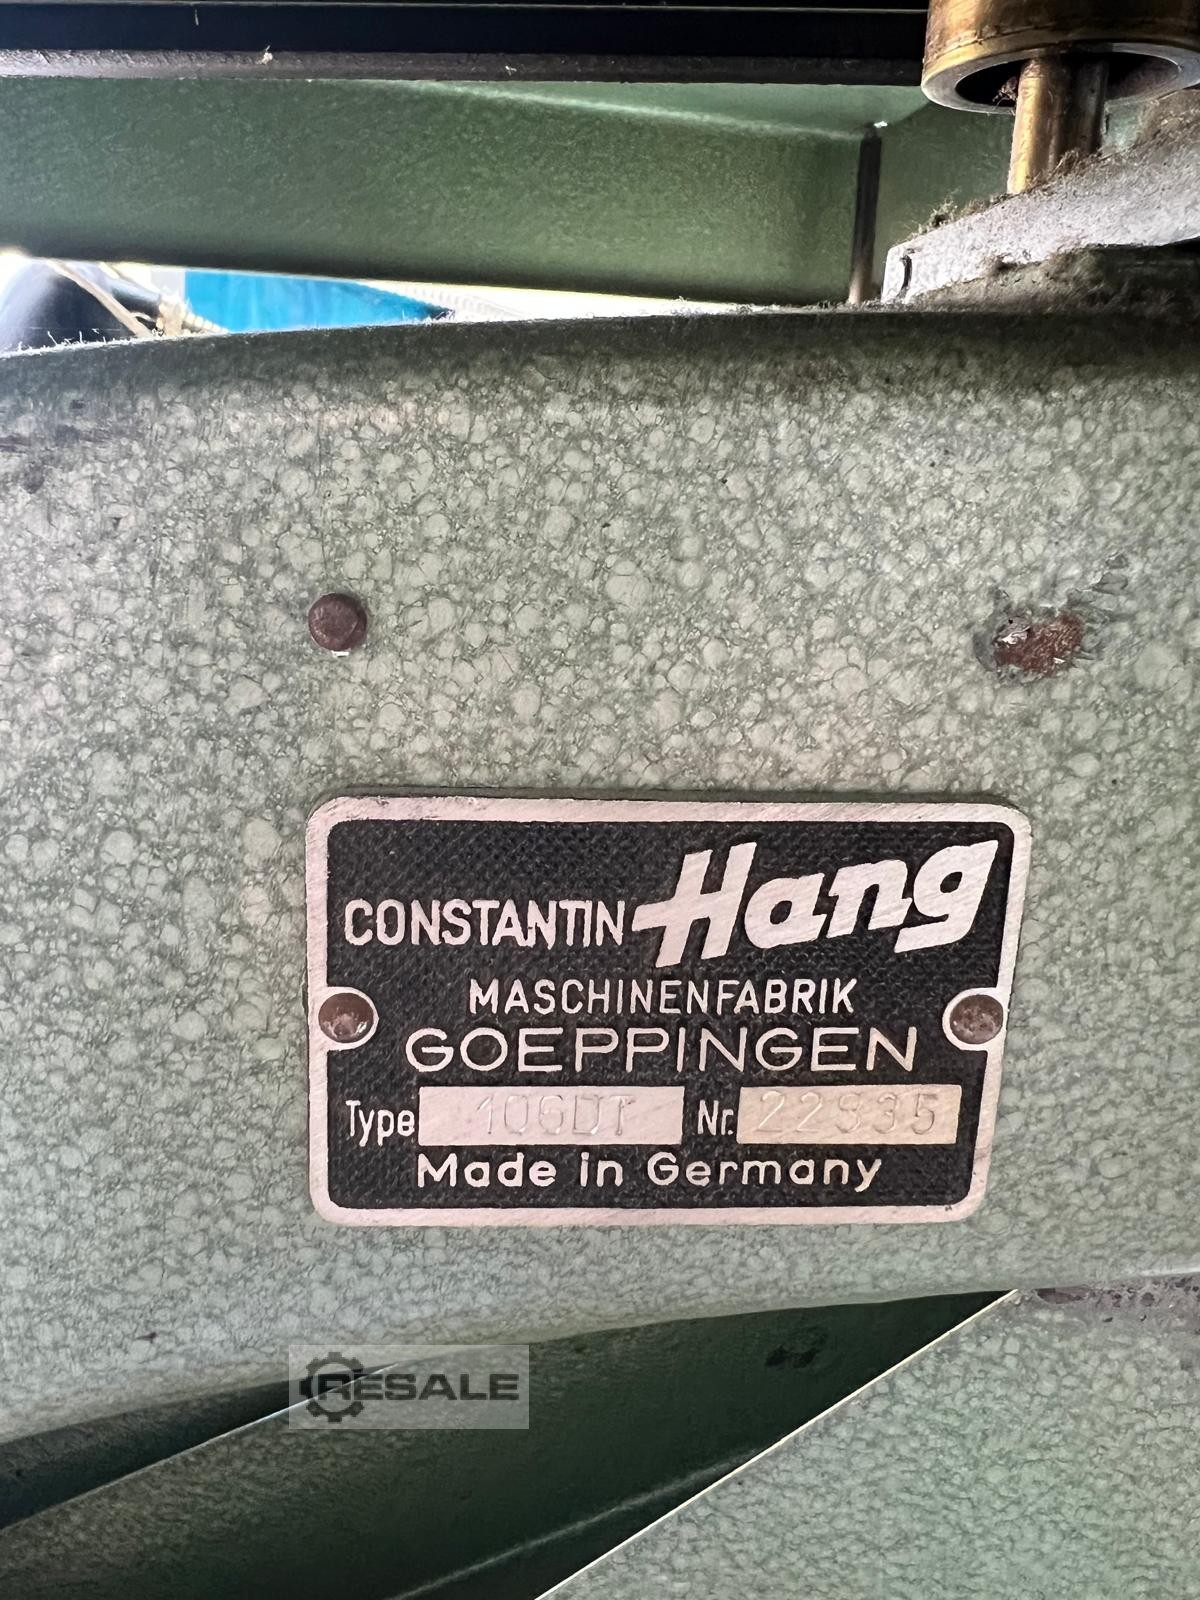 CONSTANTIN Hang
MASCHINENFABRIK
GOEPPINGEN
Type 106DT Nr. 22935
Made in Germany
RESALE